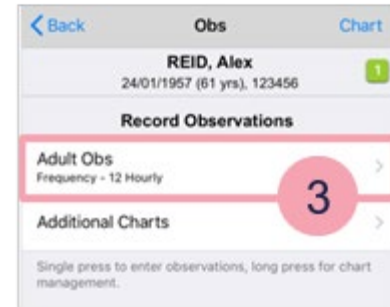 Back Obs Chart
REID, Alex
24/01/1957 (61 yrs), 123456
1
Record Observations
Adult Obs
Frequency - 12 Hourly
3
Additional Charts
Single press to enter observations, long press for chart
management.